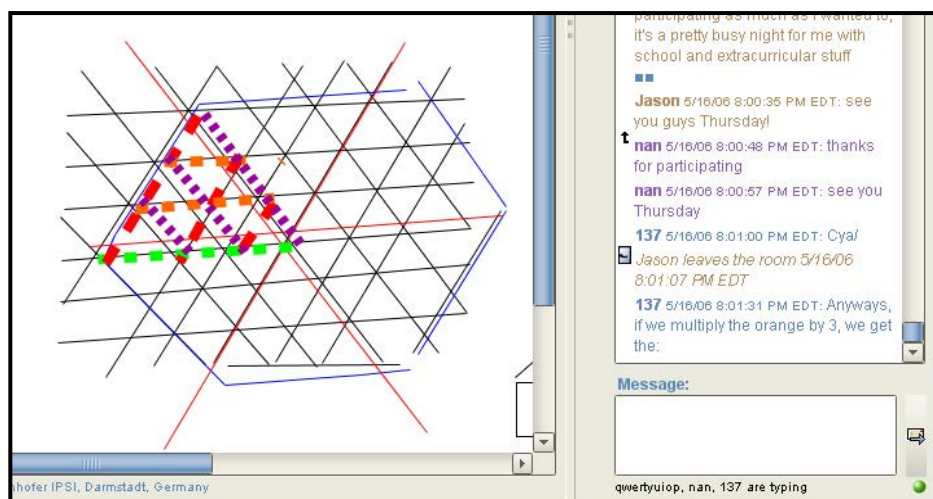 participating as much as I wanted to,
it's a pretty busy night for me with
school and extracurricular stuff
Jason 5/16/06 8:00:35 PM EDT: see
you guys Thursday!
nan 5/16/06 8:00:48 PM EDT: thanks
for participating
nan 5/16/06 8:00:57 PM EDT: see you
Thursday
137 5/16/06 8:01:00 PM EDT: Cya/
Jason leaves the room 5/16/06
8:01:07 PM EDT
137 5/16/06 8:01:31 PM EDT: Anyways,
if we multiply the orange by 3, we get
the:
Message:
nhofer IPSI, Darmstadt, Germany
qwertyuiop, nan, 137 are typing